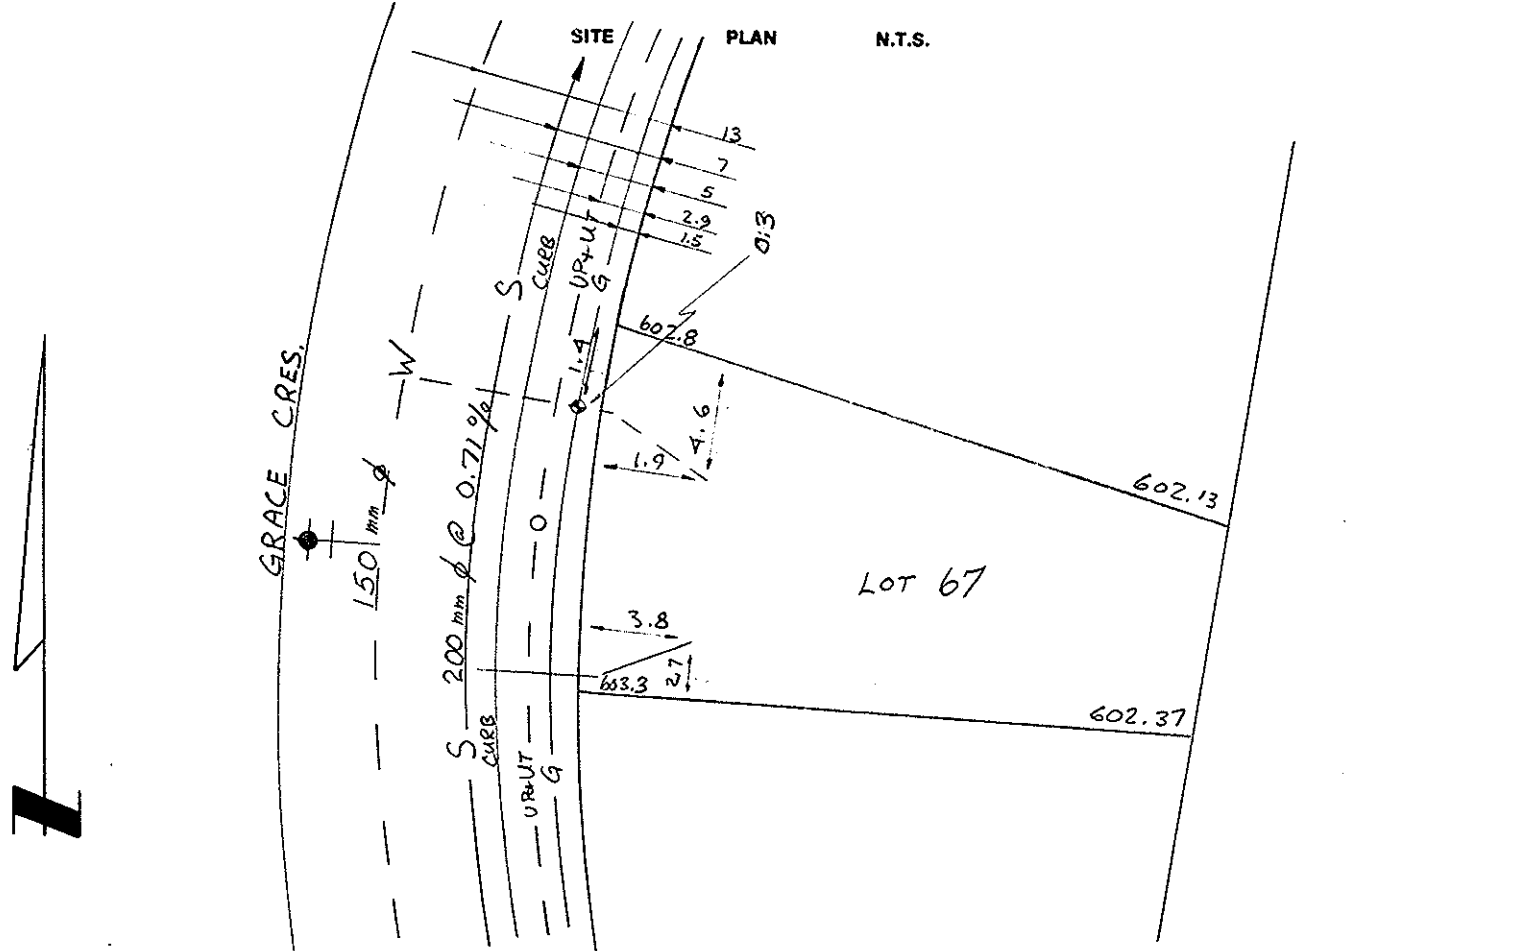 SITE PLAN N.T.S.
13
7
5
2.9
1.5
0.3
S
CURB
UP+UT
G
602.8
1.4
W
GRACE CRES.
4.6
1.9
602.13
150 mm ϕ
200 mm ϕ @ 0.71%
LOT 67
3.8
2.7
603.3
602.37
S
CURB
UP&UT
G